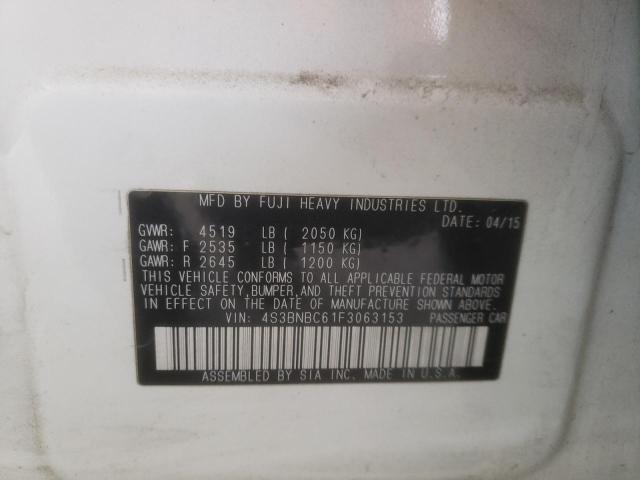 MFD BY FUJI HEAVY INDUSTRIES LTD.
DATE: 04/15
GVWR: 4519 LB ( 2050 KG)
GAWR: F 2535 LB ( 1150 KG)
GAWR: R 2645 LB ( 1200 KG)
THIS VEHICLE CONFORMS TO ALL APPLICABLE FEDERAL MOTOR
VEHICLE SAFETY, BUMPER, AND THEFT PREVENTION STANDARDS
IN EFFECT ON THE DATE OF MANUFACTURE SHOWN ABOVE.
VIN: 4S3BNBC61F3063153 PASSENGER CAR
ASSEMBLED BY SIA INC. MADE IN U.S.A.